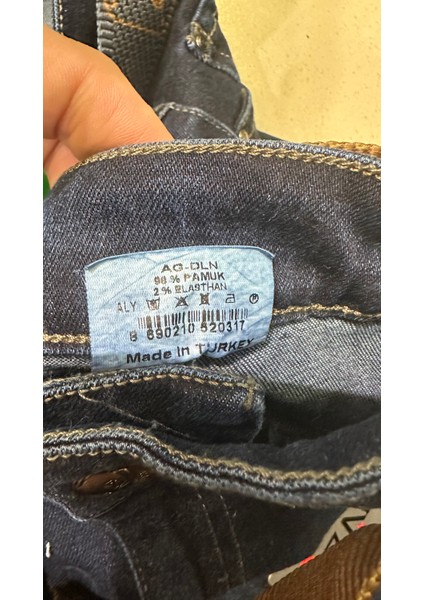 AG-DLN
98 % PAMUK
2 % ELASTHAN
ALY
8 690210 520317
Made in TURKEY